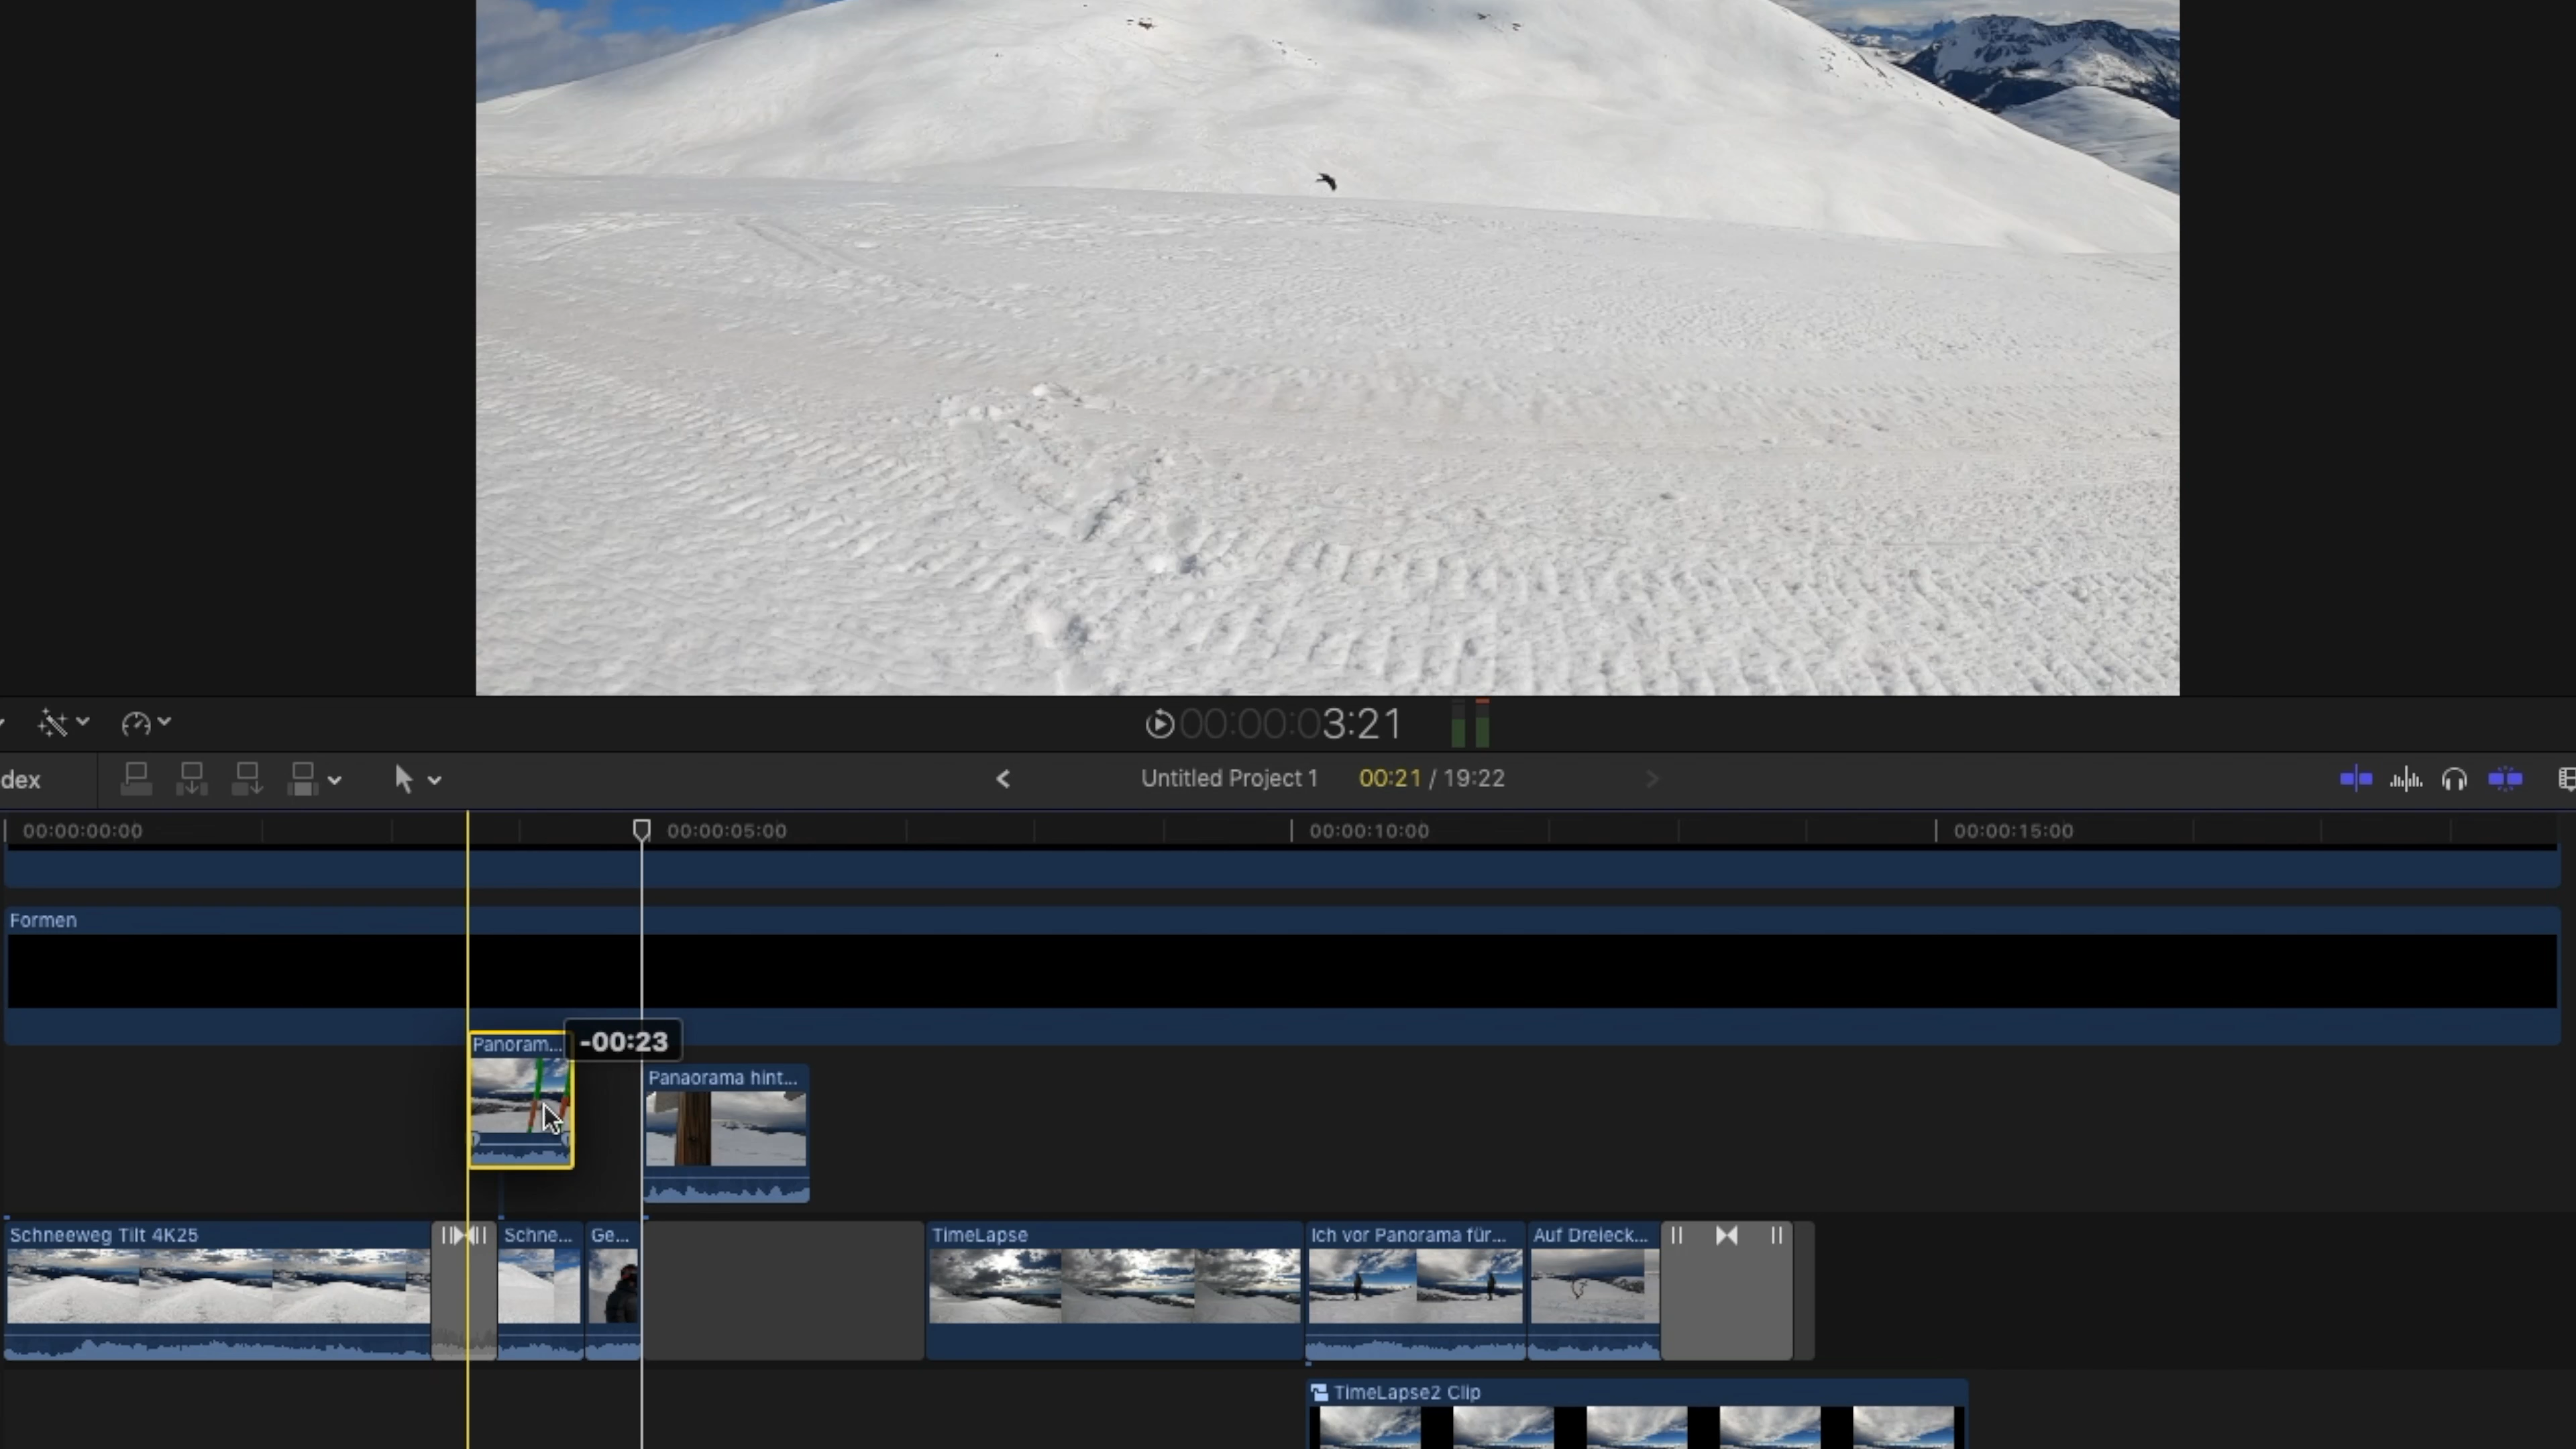 00:00:03:21
dex
Untitled Project 1 00:21 / 19:22
00:00:00:00 00:00:05:00 00:00:10:00 00:00:15:00
Formen
Panoram... -00:23
Panaorama hint...
Schneeweg Tilt 4K25 Schne... Ge... TimeLapse Ich vor Panorama für... Auf Dreieck...
TimeLapse2 Clip